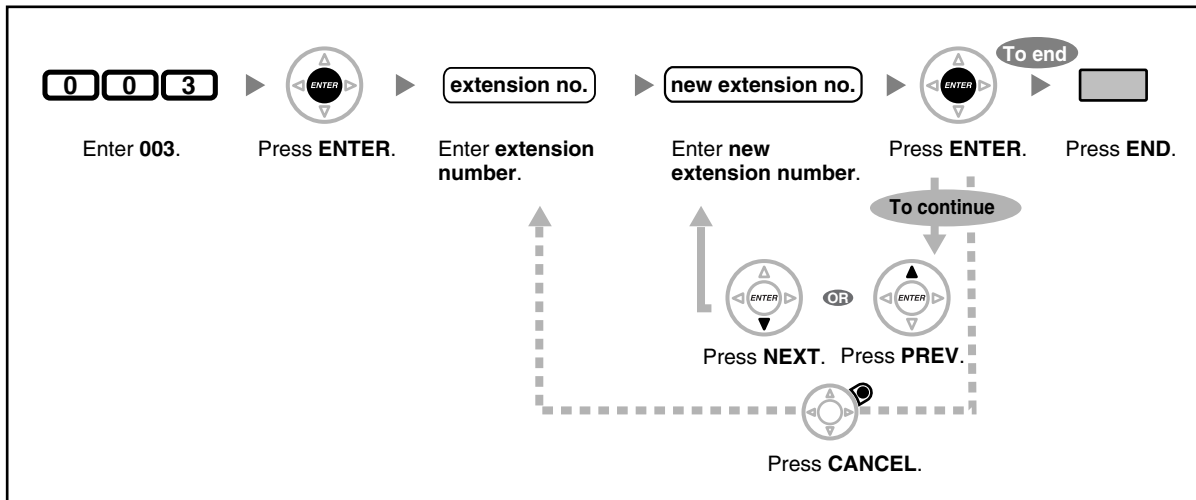 0 0 3 ENTER extension no. new extension no. ENTER To end
Enter 003. Press ENTER. Enter extension number. Enter new extension number. Press ENTER. Press END.
To continue
ENTER OR ENTER
Press NEXT. Press PREV.
Press CANCEL.